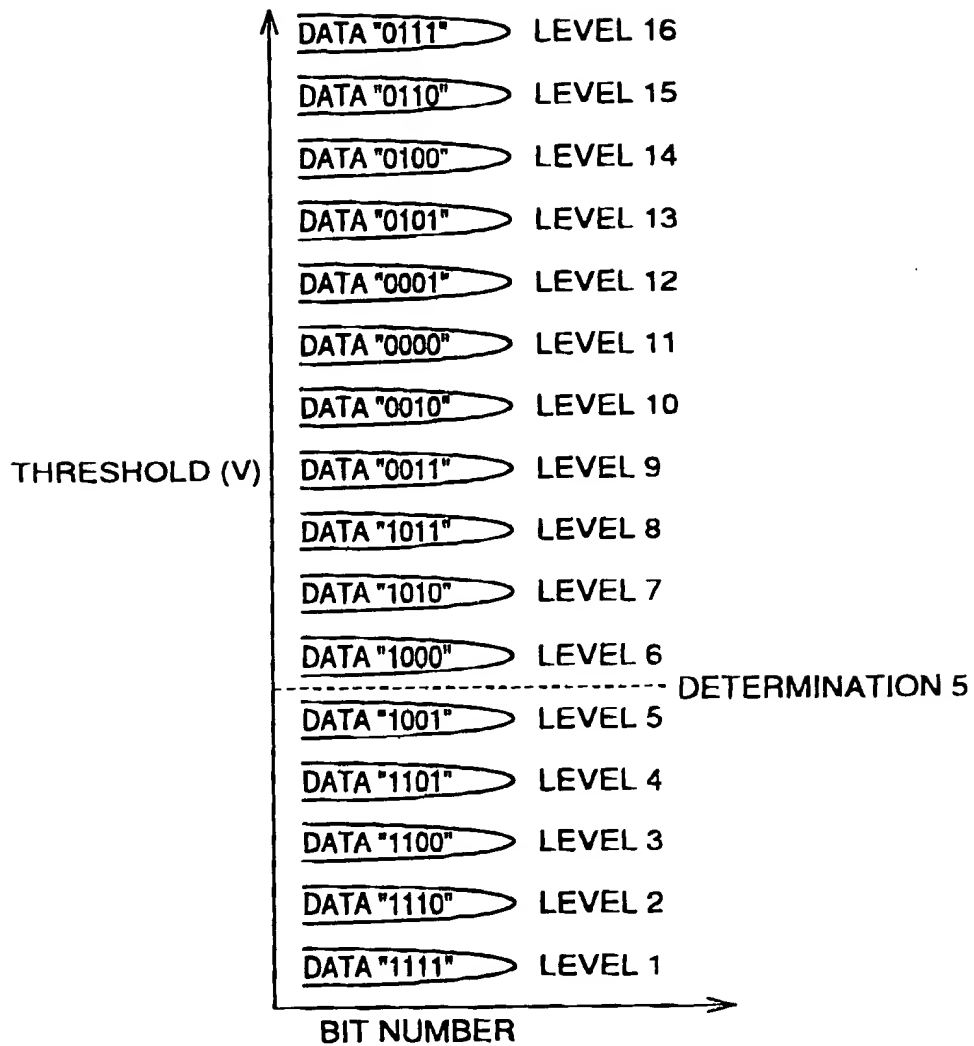 DATA "0111" LEVEL 16
DATA "0110" LEVEL 15
DATA "0100" LEVEL 14
DATA "0101" LEVEL 13
DATA "0001" LEVEL 12
DATA "0000" LEVEL 11
DATA "0010" LEVEL 10
THRESHOLD (V)
DATA "0011" LEVEL 9
DATA "1011" LEVEL 8
DATA "1010" LEVEL 7
DATA "1000" LEVEL 6
DETERMINATION 5
DATA "1001" LEVEL 5
DATA "1101" LEVEL 4
DATA "1100" LEVEL 3
DATA "1110" LEVEL 2
DATA "1111" LEVEL 1
BIT NUMBER